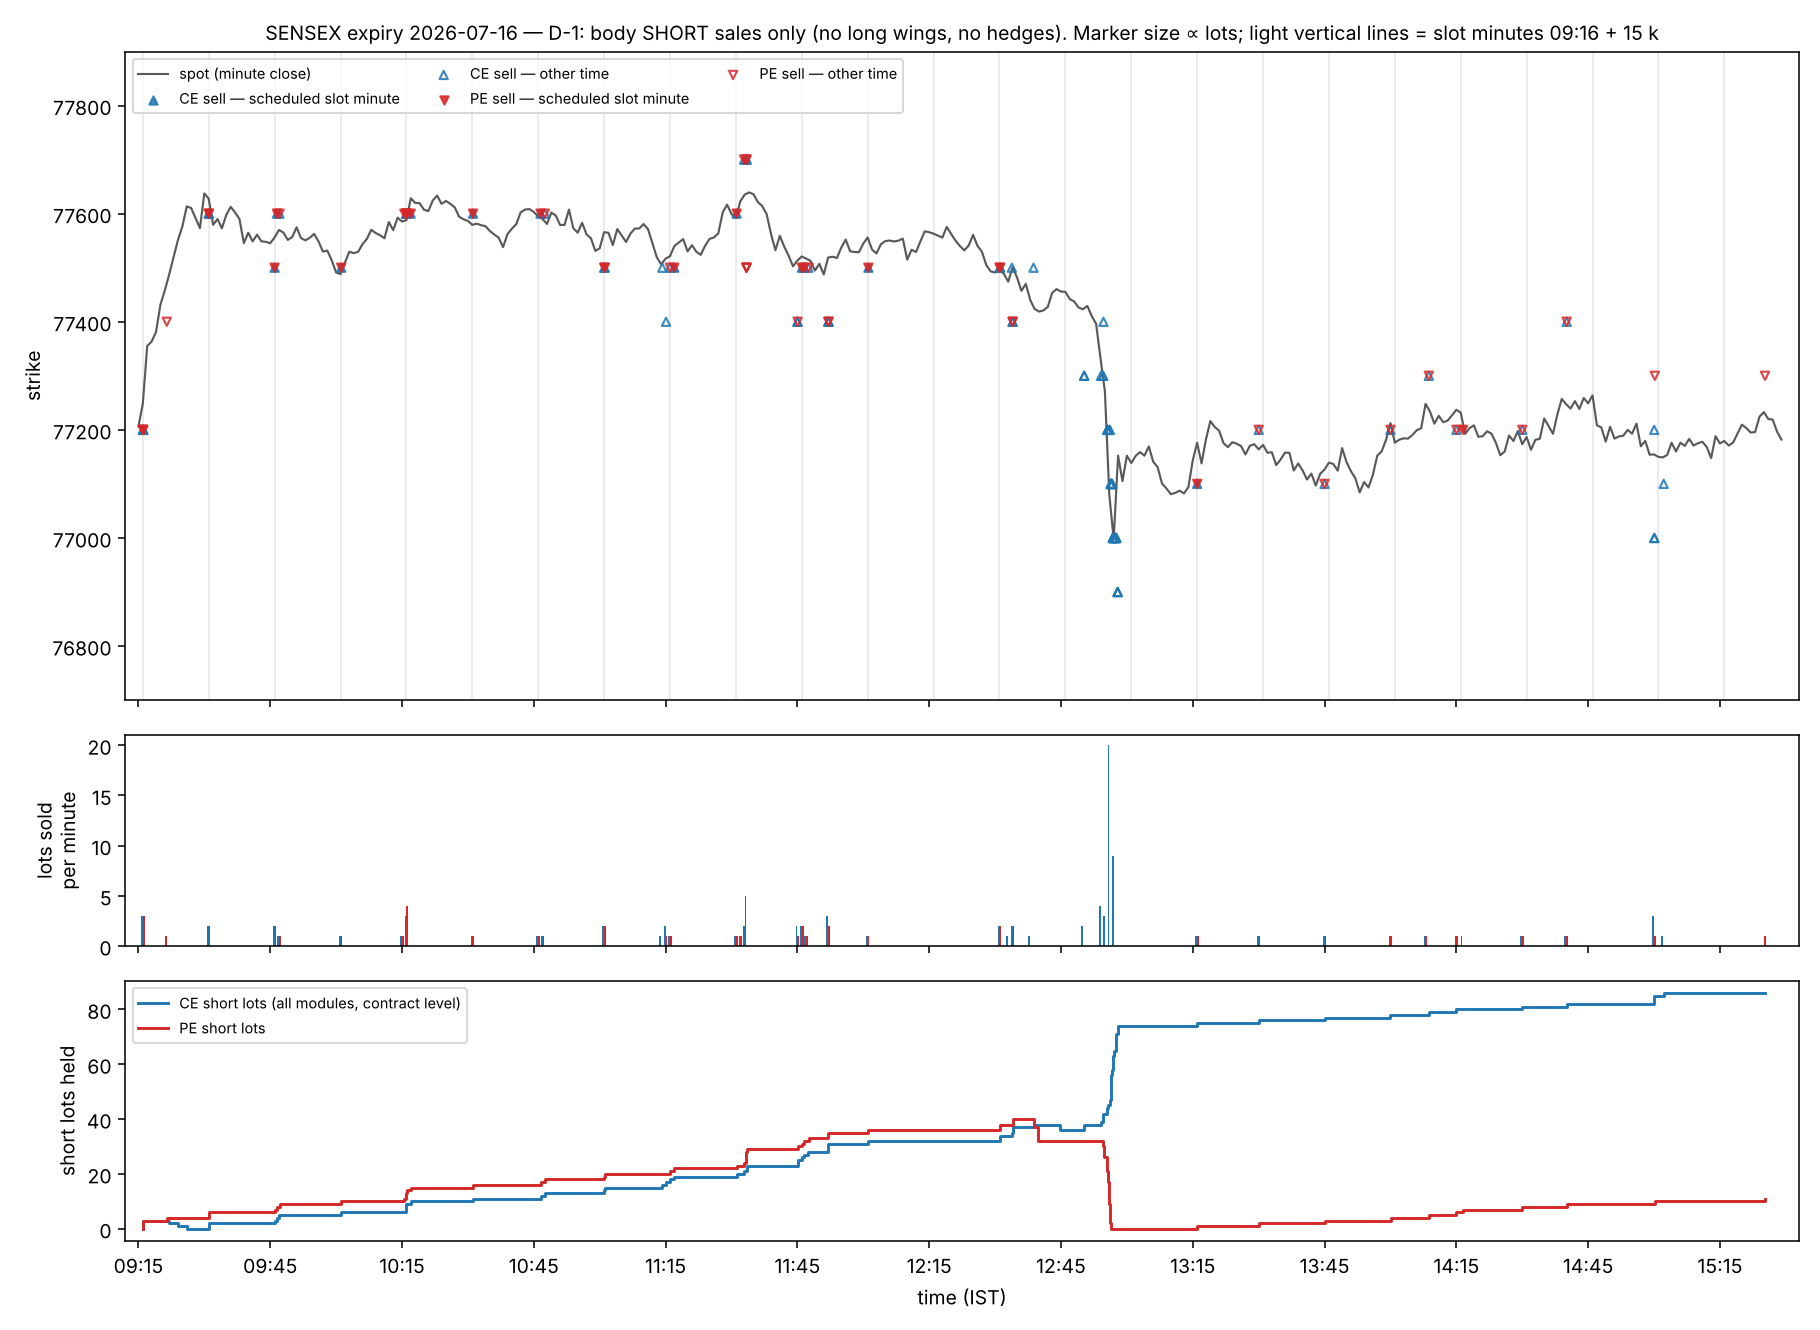 SENSEX expiry 2026-07-16 — D-1: body SHORT sales only (no long wings, no hedges). Marker size ∝ lots; light vertical lines = slot minutes 09:16 + 15 k
spot (minute close)
CE sell — scheduled slot minute
CE sell — other time
PE sell — scheduled slot minute
PE sell — other time
strike
77800
77600
77400
77200
77000
76800
lots sold
per minute
20
15
10
5
0
CE short lots (all modules, contract level)
PE short lots
short lots held
80
60
40
20
0
09:15
09:45
10:15
10:45
11:15
11:45
12:15
12:45
13:15
13:45
14:15
14:45
15:15
time (IST)